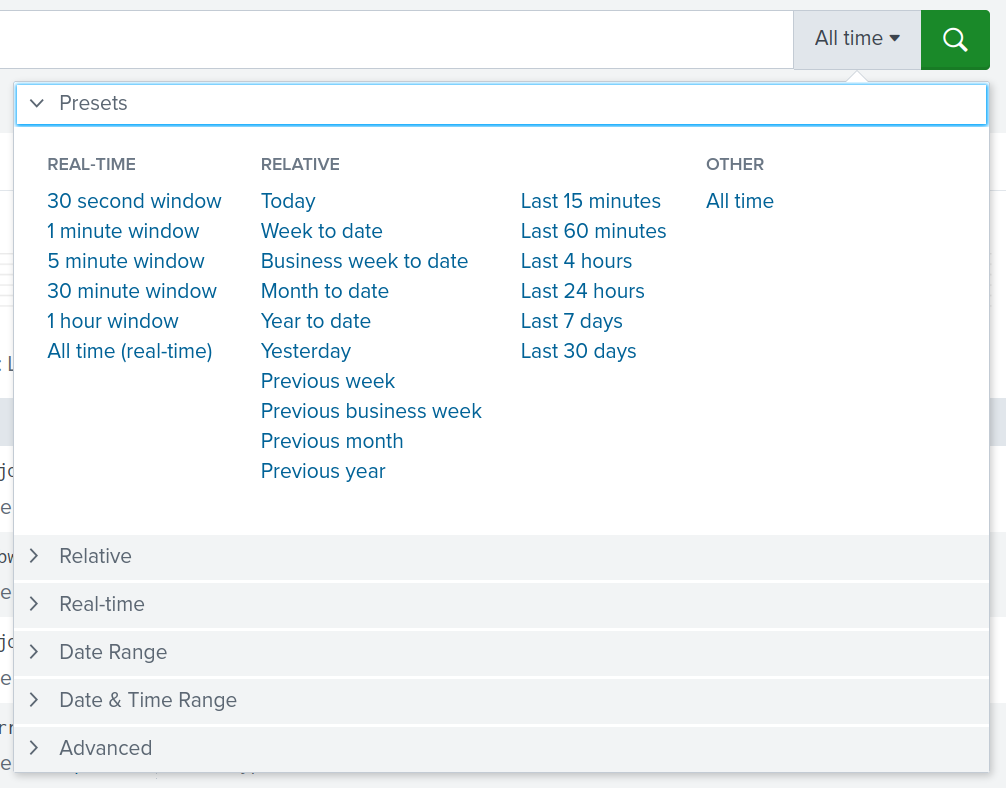 All time
Presets
REAL-TIME
30 second window
1 minute window
5 minute window
30 minute window
1 hour window
All time (real-time)
RELATIVE
Today
Week to date
Business week to date
Month to date
Year to date
Yesterday
Previous week
Previous business week
Previous month
Previous year
Last 15 minutes
Last 60 minutes
Last 4 hours
Last 24 hours
Last 7 days
Last 30 days
OTHER
All time
Relative
Real-time
Date Range
Date & Time Range
Advanced